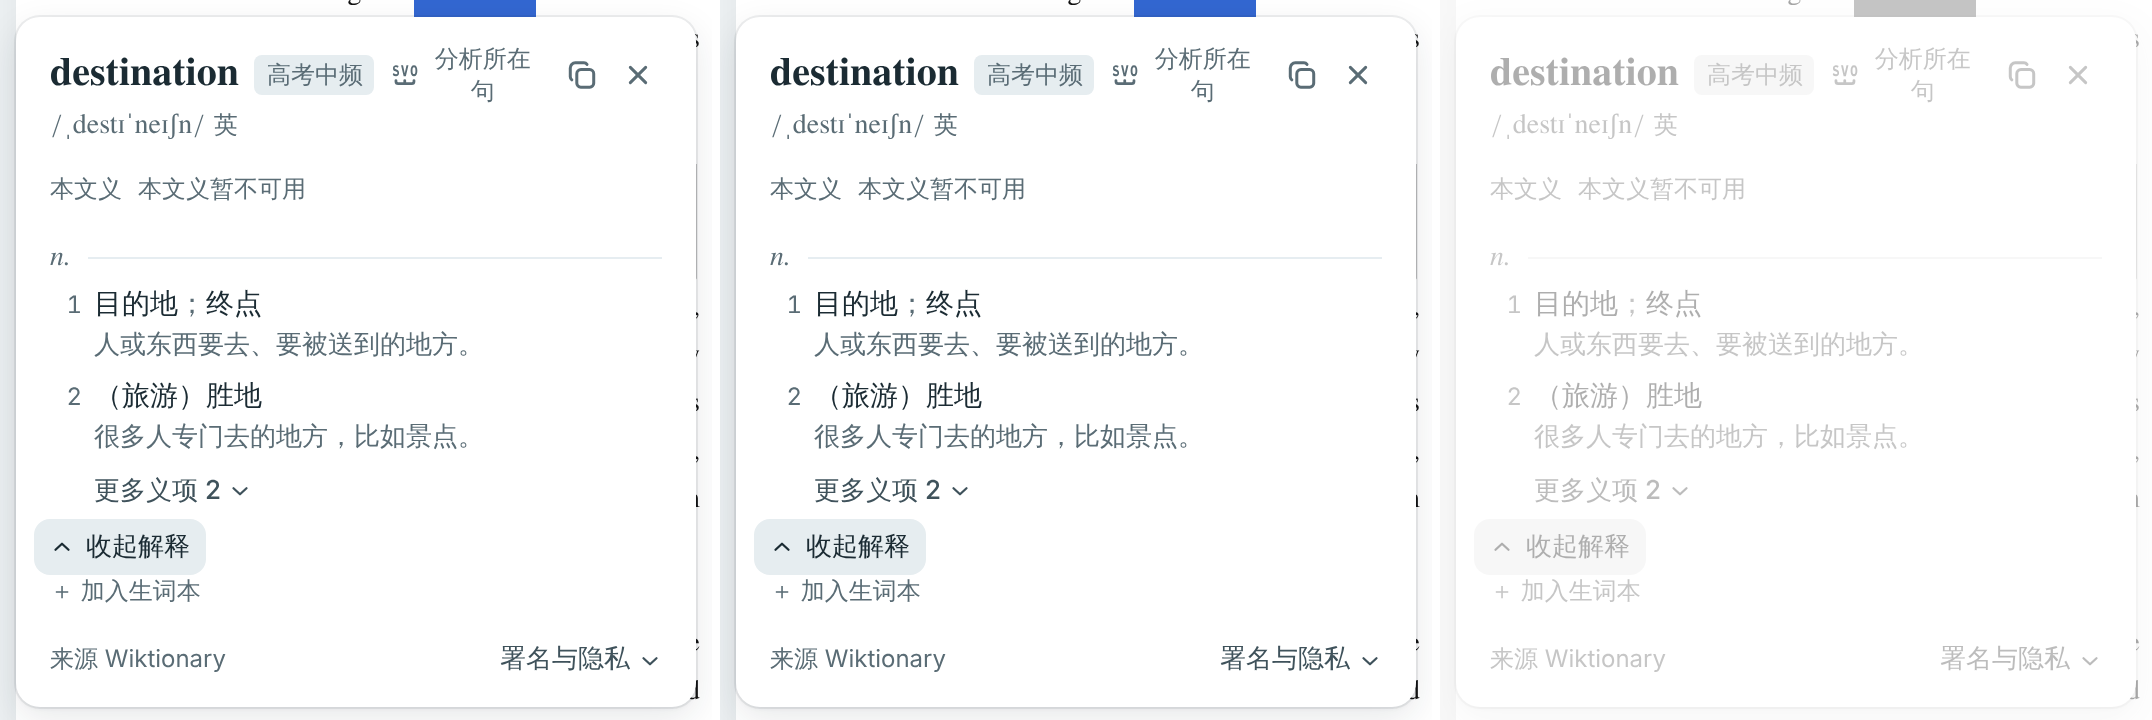 destination 高考中频 SVO 分析所在句
/ˌdestɪˈneɪʃn/ 英
本文义 本文义暂不可用
n.
1 目的地；终点
人或东西要去、要被送到的地方。
2 （旅游）胜地
很多人专门去的地方，比如景点。
更多义项 2
收起解释
+ 加入生词本
来源 Wiktionary 署名与隐私
destination 高考中频 SVO 分析所在句
/ˌdestɪˈneɪʃn/ 英
本文义 本文义暂不可用
n.
1 目的地；终点
人或东西要去、要被送到的地方。
2 （旅游）胜地
很多人专门去的地方，比如景点。
更多义项 2
收起解释
+ 加入生词本
来源 Wiktionary 署名与隐私
destination 高考中频 SVO 分析所在句
/ˌdestɪˈneɪʃn/ 英
本文义 本文义暂不可用
n.
1 目的地；终点
人或东西要去、要被送到的地方。
2 （旅游）胜地
很多人专门去的地方，比如景点。
更多义项 2
收起解释
+ 加入生词本
来源 Wiktionary 署名与隐私